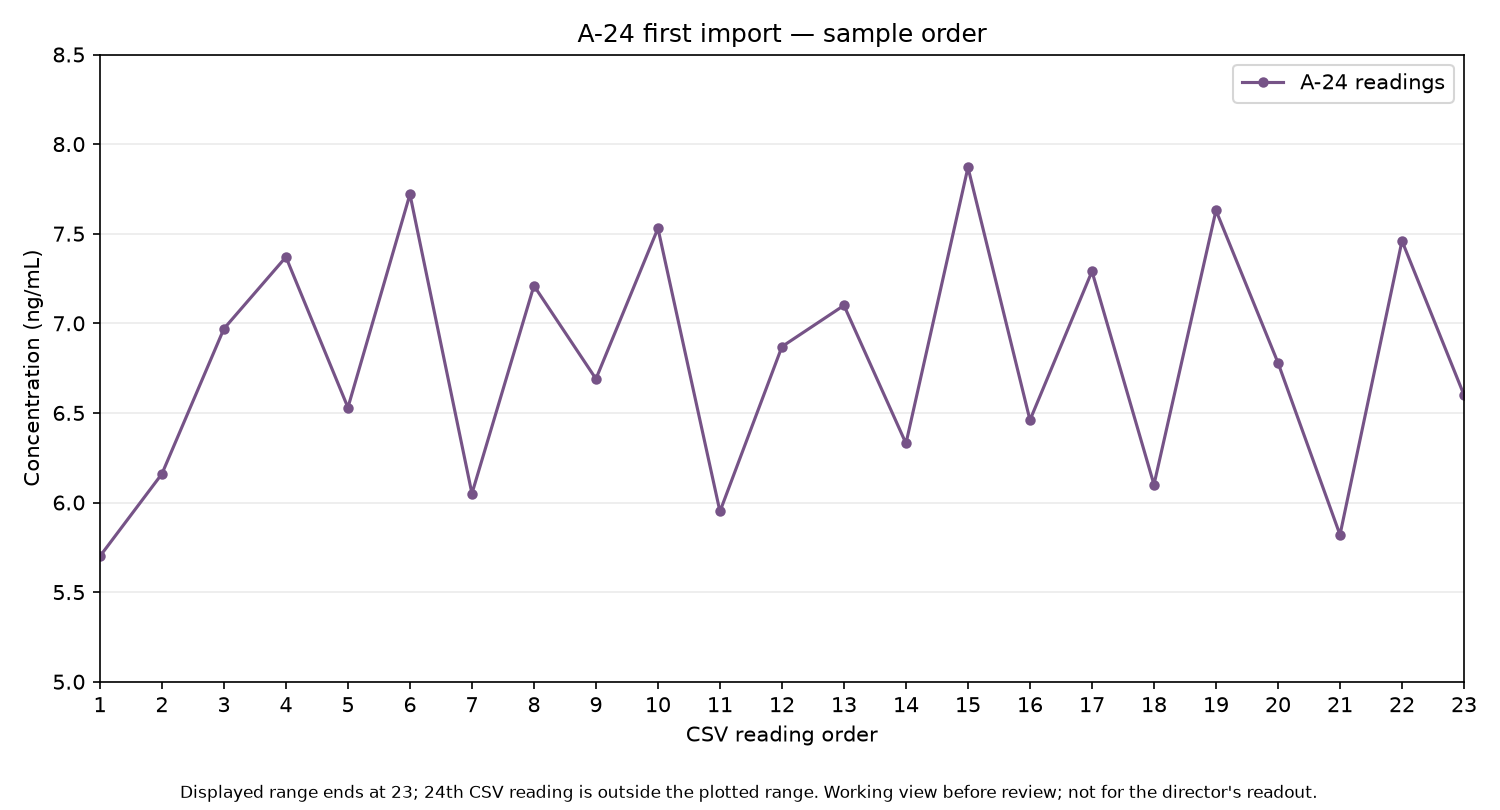 A-24 first import — sample order
8.5
8.0
7.5
7.0
6.5
6.0
5.5
5.0
Concentration (ng/mL)
A-24 readings
1 2 3 4 5 6 7 8 9 10 11 12 13 14 15 16 17 18 19 20 21 22 23
CSV reading order
Displayed range ends at 23; 24th CSV reading is outside the plotted range. Working view before review; not for the director's readout.